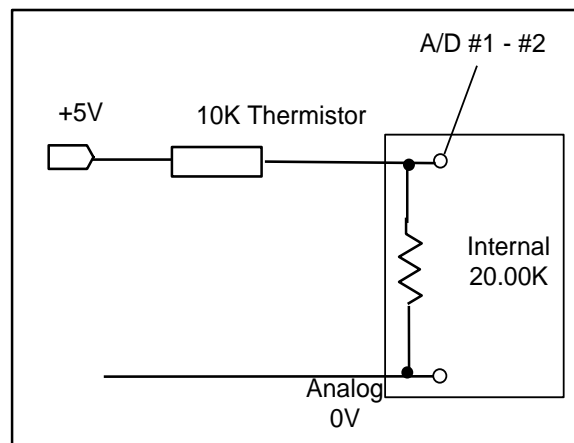 A/D #1 - #2
+5V
10K Thermistor
Internal
20.00K
Analog
0V